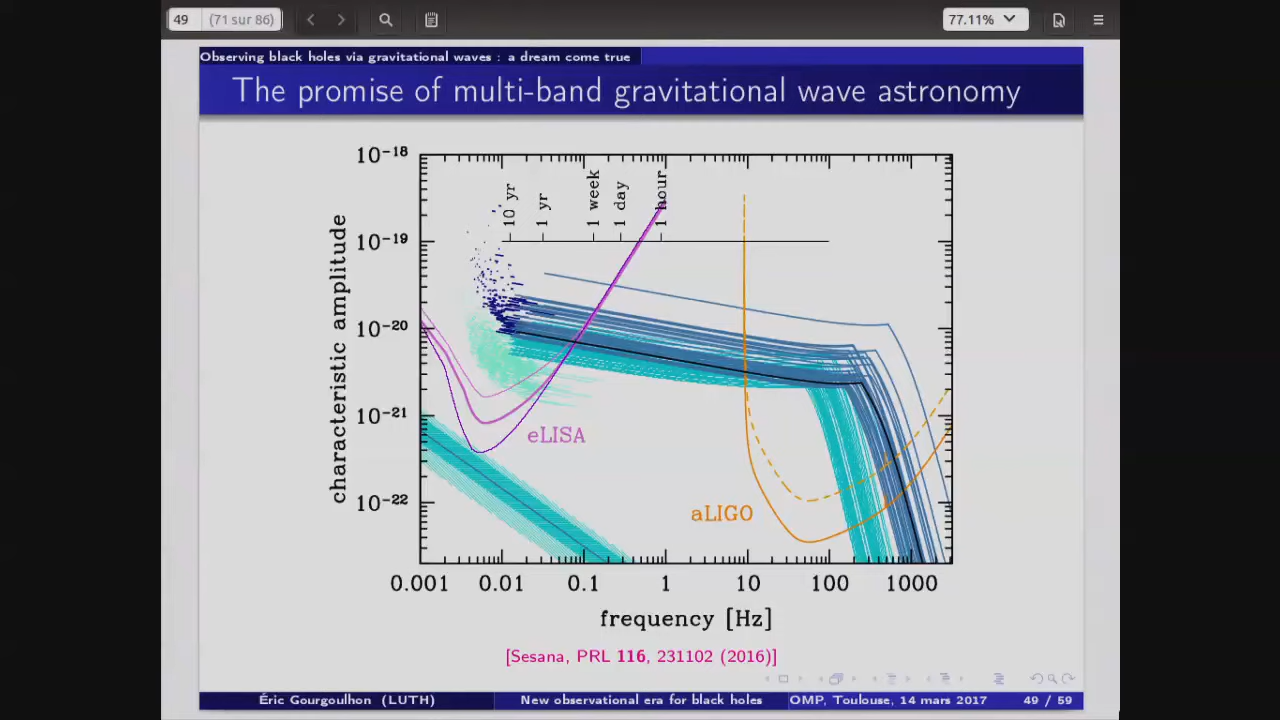 49 (71 sur 86) 77.11%
Observing black holes via gravitational waves : a dream come true
The promise of multi-band gravitational wave astronomy
10-18
10-19
10-20
10-21
10-22
characteristic amplitude
10 yr
1 yr
1 week
1 day
1 hour
eLISA
aLIGO
0.001 0.01 0.1 1 10 100 1000
frequency [Hz]
[Sesana, PRL 116, 231102 (2016)]
Éric Gourgoulhon (LUTH) New observational era for black holes OMP, Toulouse, 14 mars 2017 49 / 59